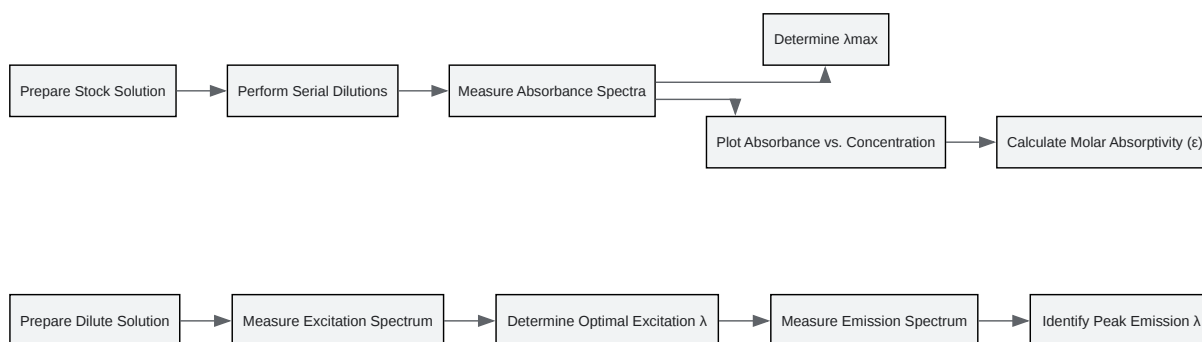 Determine λmax
Prepare Stock Solution
Perform Serial Dilutions
Measure Absorbance Spectra
Plot Absorbance vs. Concentration
Calculate Molar Absorptivity (ε)
Prepare Dilute Solution
Measure Excitation Spectrum
Determine Optimal Excitation λ
Measure Emission Spectrum
Identify Peak Emission λ